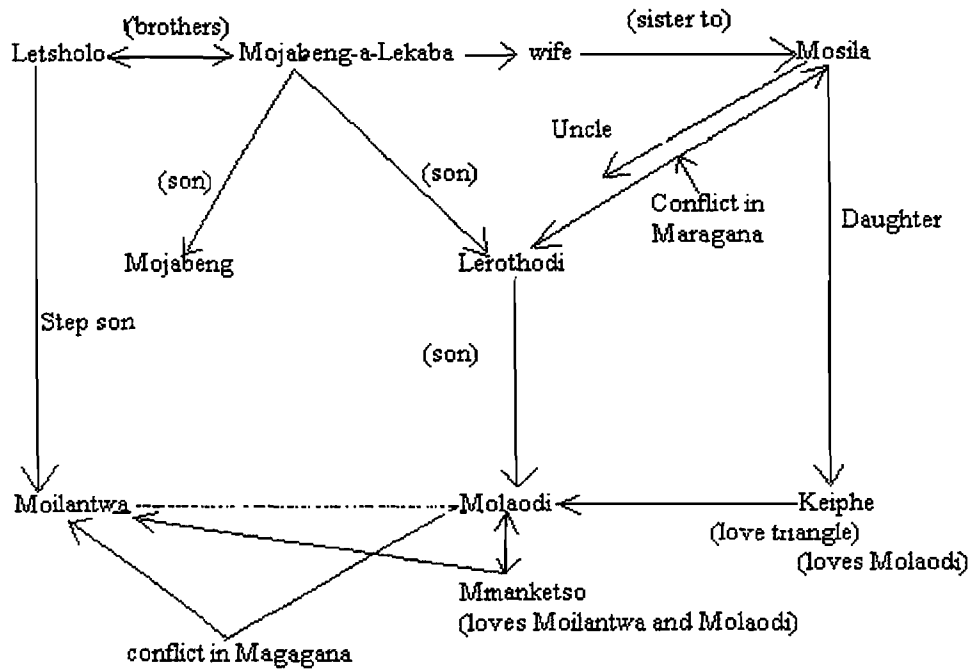 (brothers)
(sister to)
Letsholo
Mojabeng-a-Lekaba
wife
Mosila
Uncle
(son)
(son)
Conflict in
Maragana
Daughter
Mojabeng
Lerothodi
Step son
(son)
Moilantwa
Molaodi
Keiphe
(love triangle)
(loves Molaodi)
Mmanketso
(loves Moilantwa and Molaodi)
conflict in Magagana